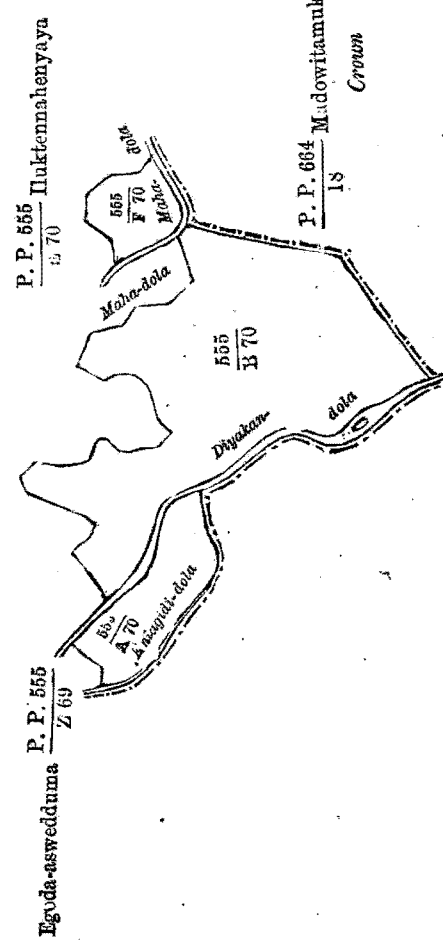 P. P. 555 Iluktennahenyaya
70
dola
555
F 70
Maha-
Maha-dola
P. P. 664 Madowitamuk
18
Crown
555
B 70
Diyakan-
dola
A 70
P. P. 555
Z 69
Egoda-aswedduma